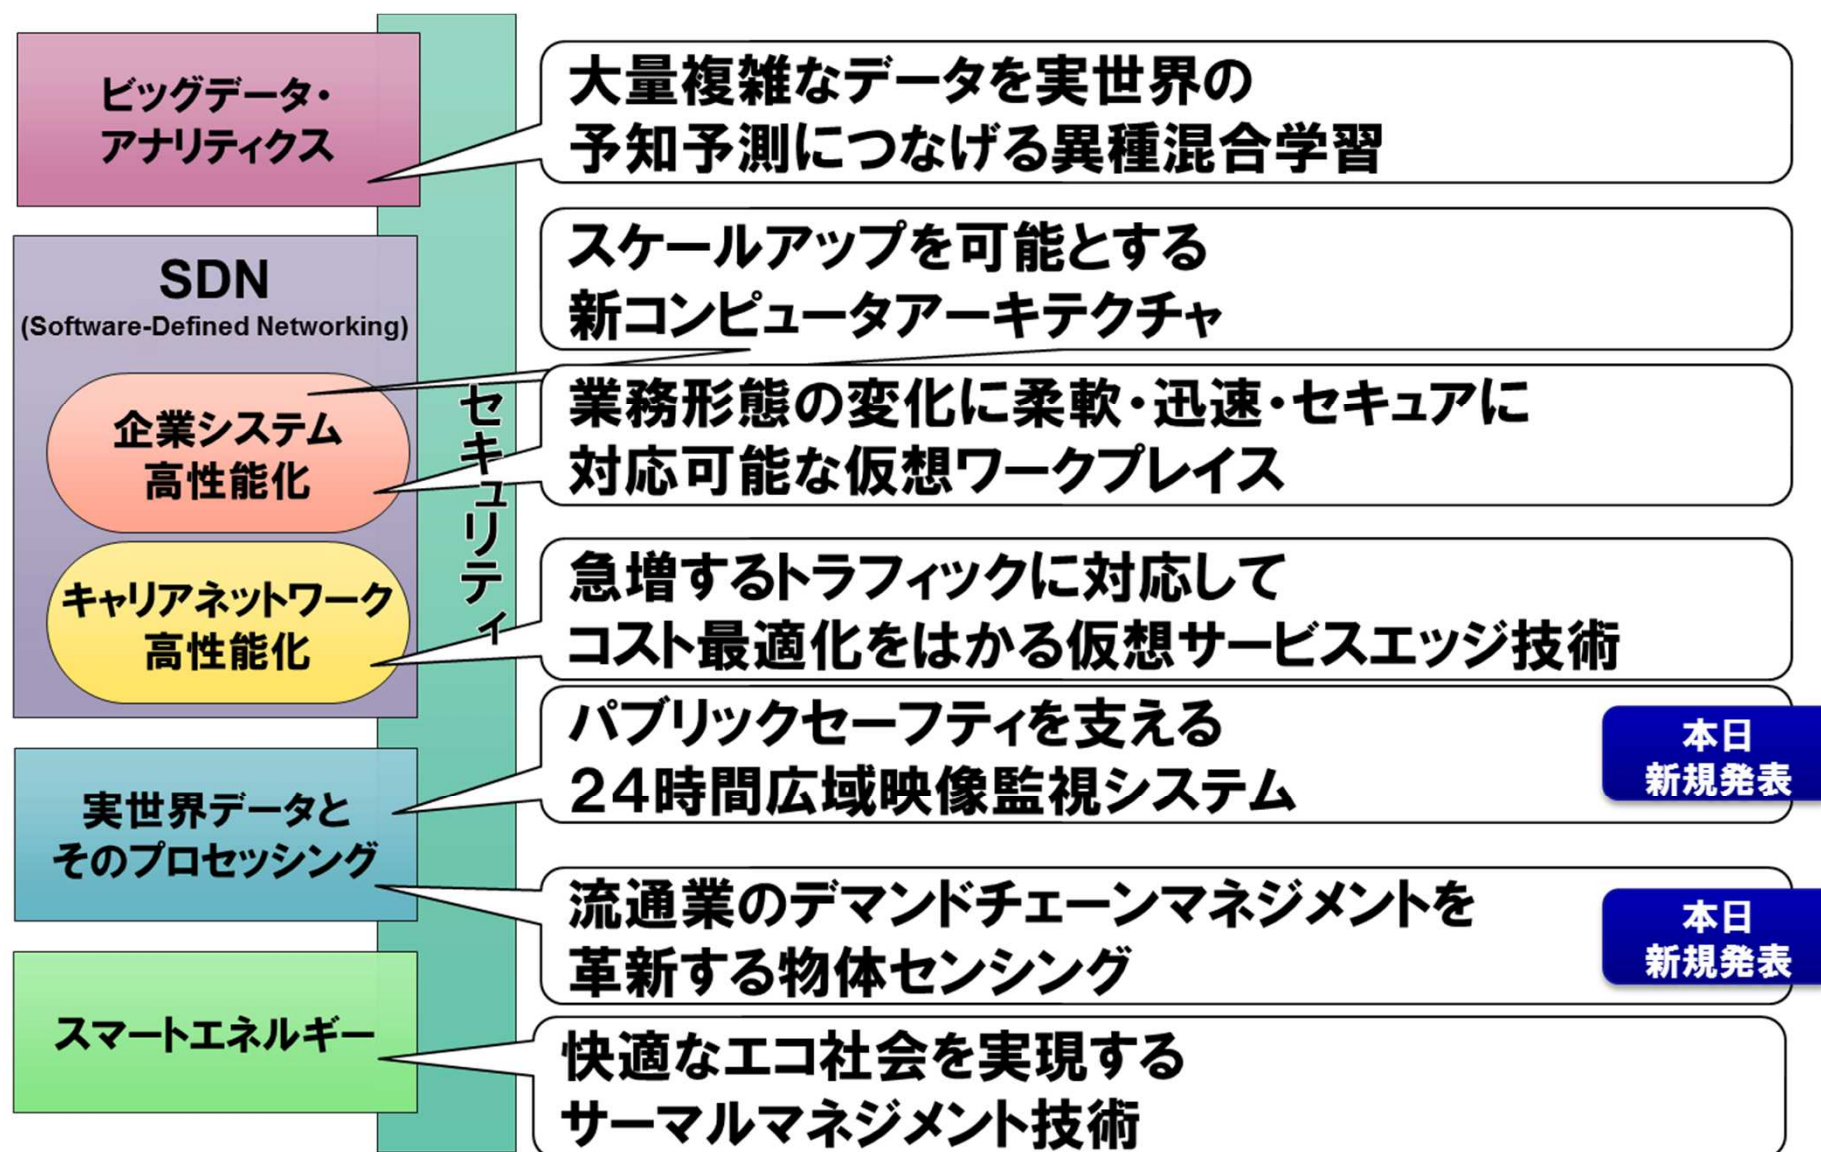 ビッグデータ・
アナリティクス
大量複雑なデータを実世界の
予知予測につなげる異種混合学習
SDN
(Software-Defined Networking)
スケールアップを可能とする
新コンピュータアーキテクチャ
企業システム
高性能化
業務形態の変化に柔軟・迅速・セキュアに
対応可能な仮想ワークプレイス
キャリアネットワーク
高性能化
急増するトラフィックに対応して
コスト最適化をはかる仮想サービスエッジ技術
セキュリティ
実世界データと
そのプロセッシング
パブリックセーフティを支える
24時間広域映像監視システム
本日
新規発表
流通業のデマンドチェーンマネジメントを
革新する物体センシング
本日
新規発表
スマートエネルギー
快適なエコ社会を実現する
サーマルマネジメント技術